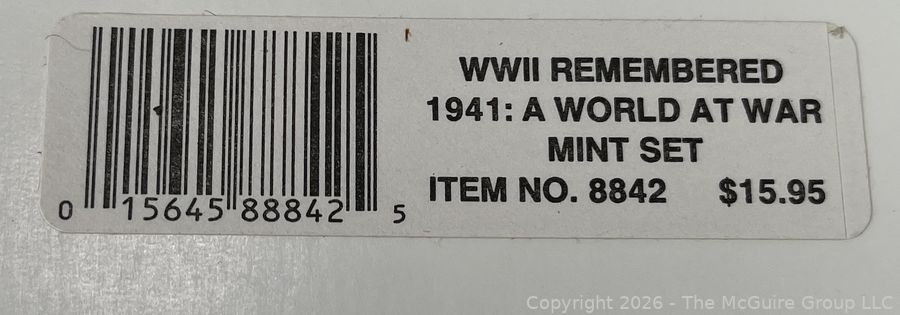 WWII REMEMBERED
1941: A WORLD AT WAR
MINT SET
ITEM NO. 8842 $15.95
0 15645 88842 5
Copyright 2026 - The McGuire Group LLC